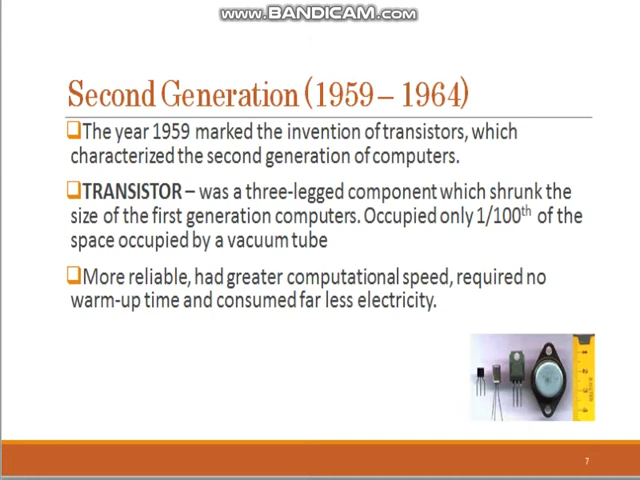 www.BANDICAM.com
Second Generation (1959 – 1964)
The year 1959 marked the invention of transistors, which
characterized the second generation of computers.
TRANSISTOR – was a three-legged component which shrunk the
size of the first generation computers. Occupied only 1/100th of the
space occupied by a vacuum tube
More reliable, had greater computational speed, required no
warm-up time and consumed far less electricity.
7